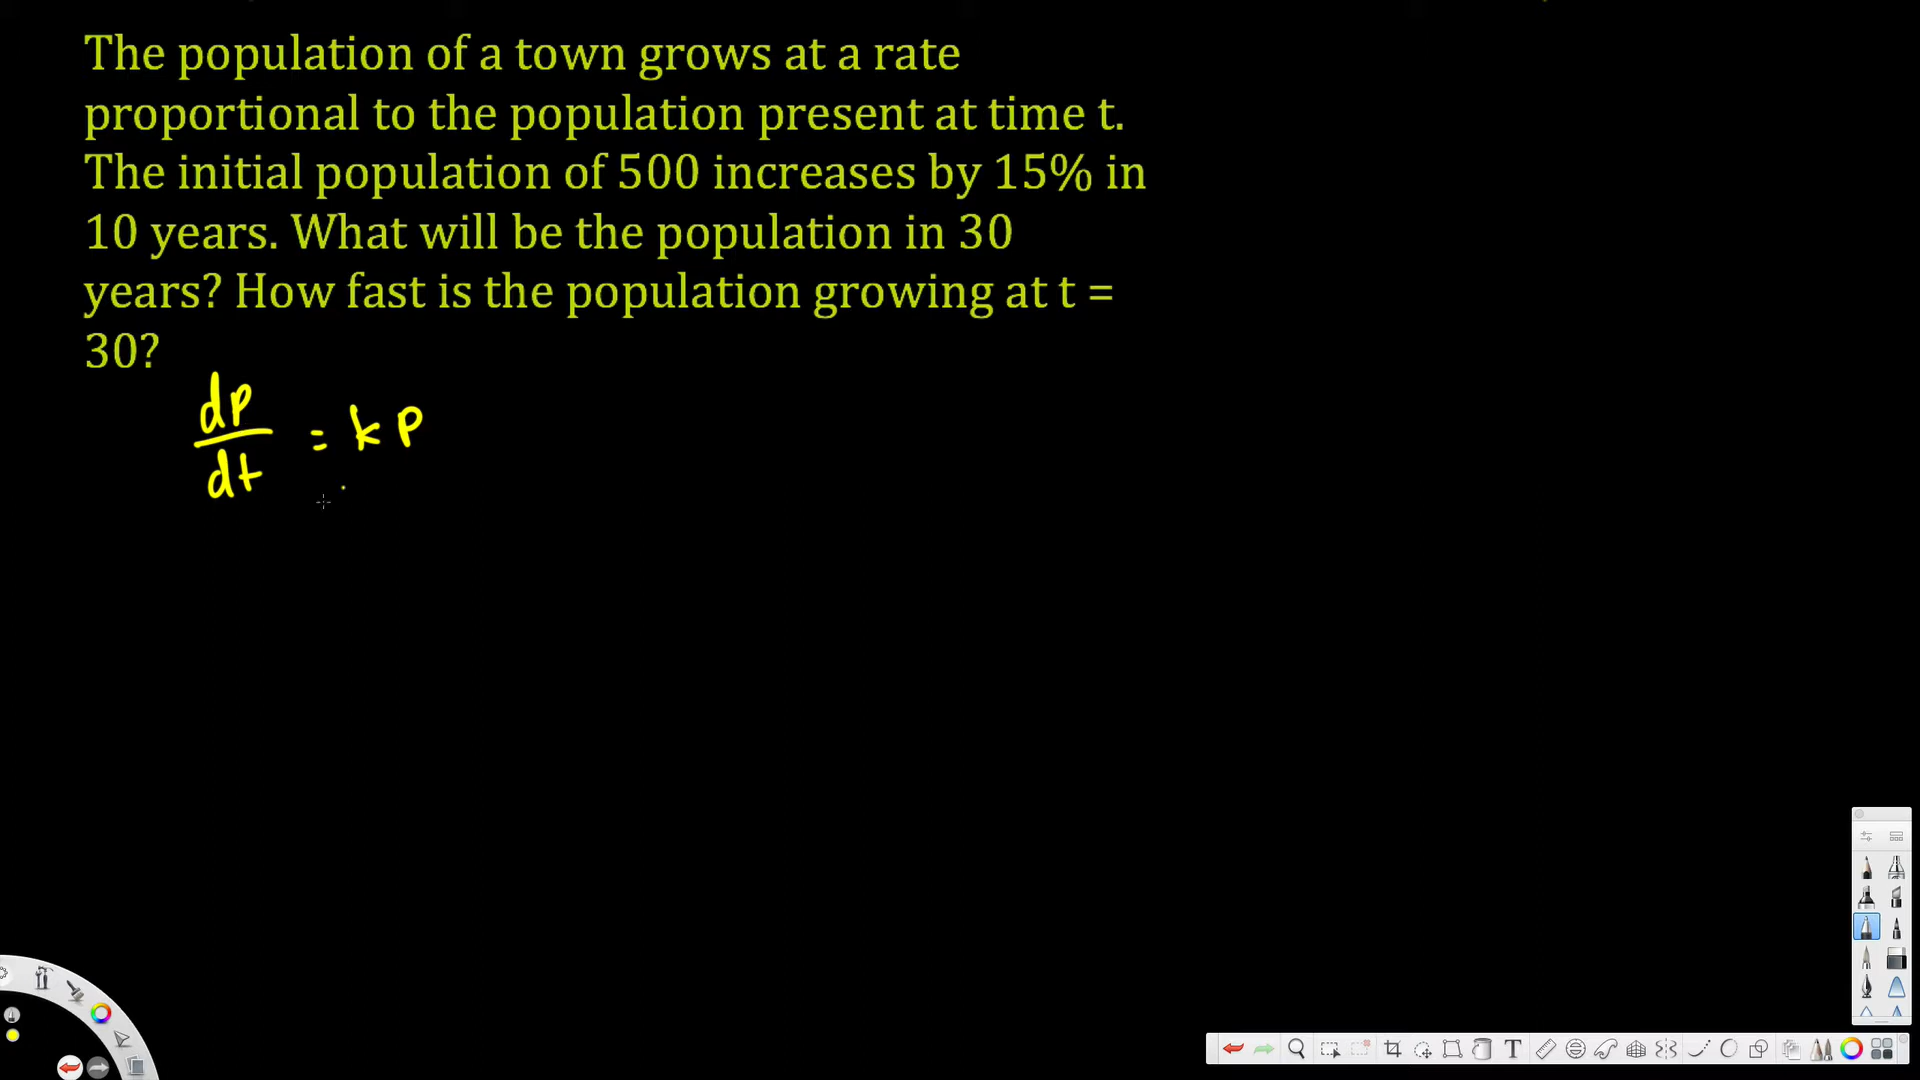 The population of a town grows at a rate
proportional to the population present at time t.
The initial population of 500 increases by 15% in
10 years. What will be the population in 30
years? How fast is the population growing at t =
30?
dp/dt = kp
T